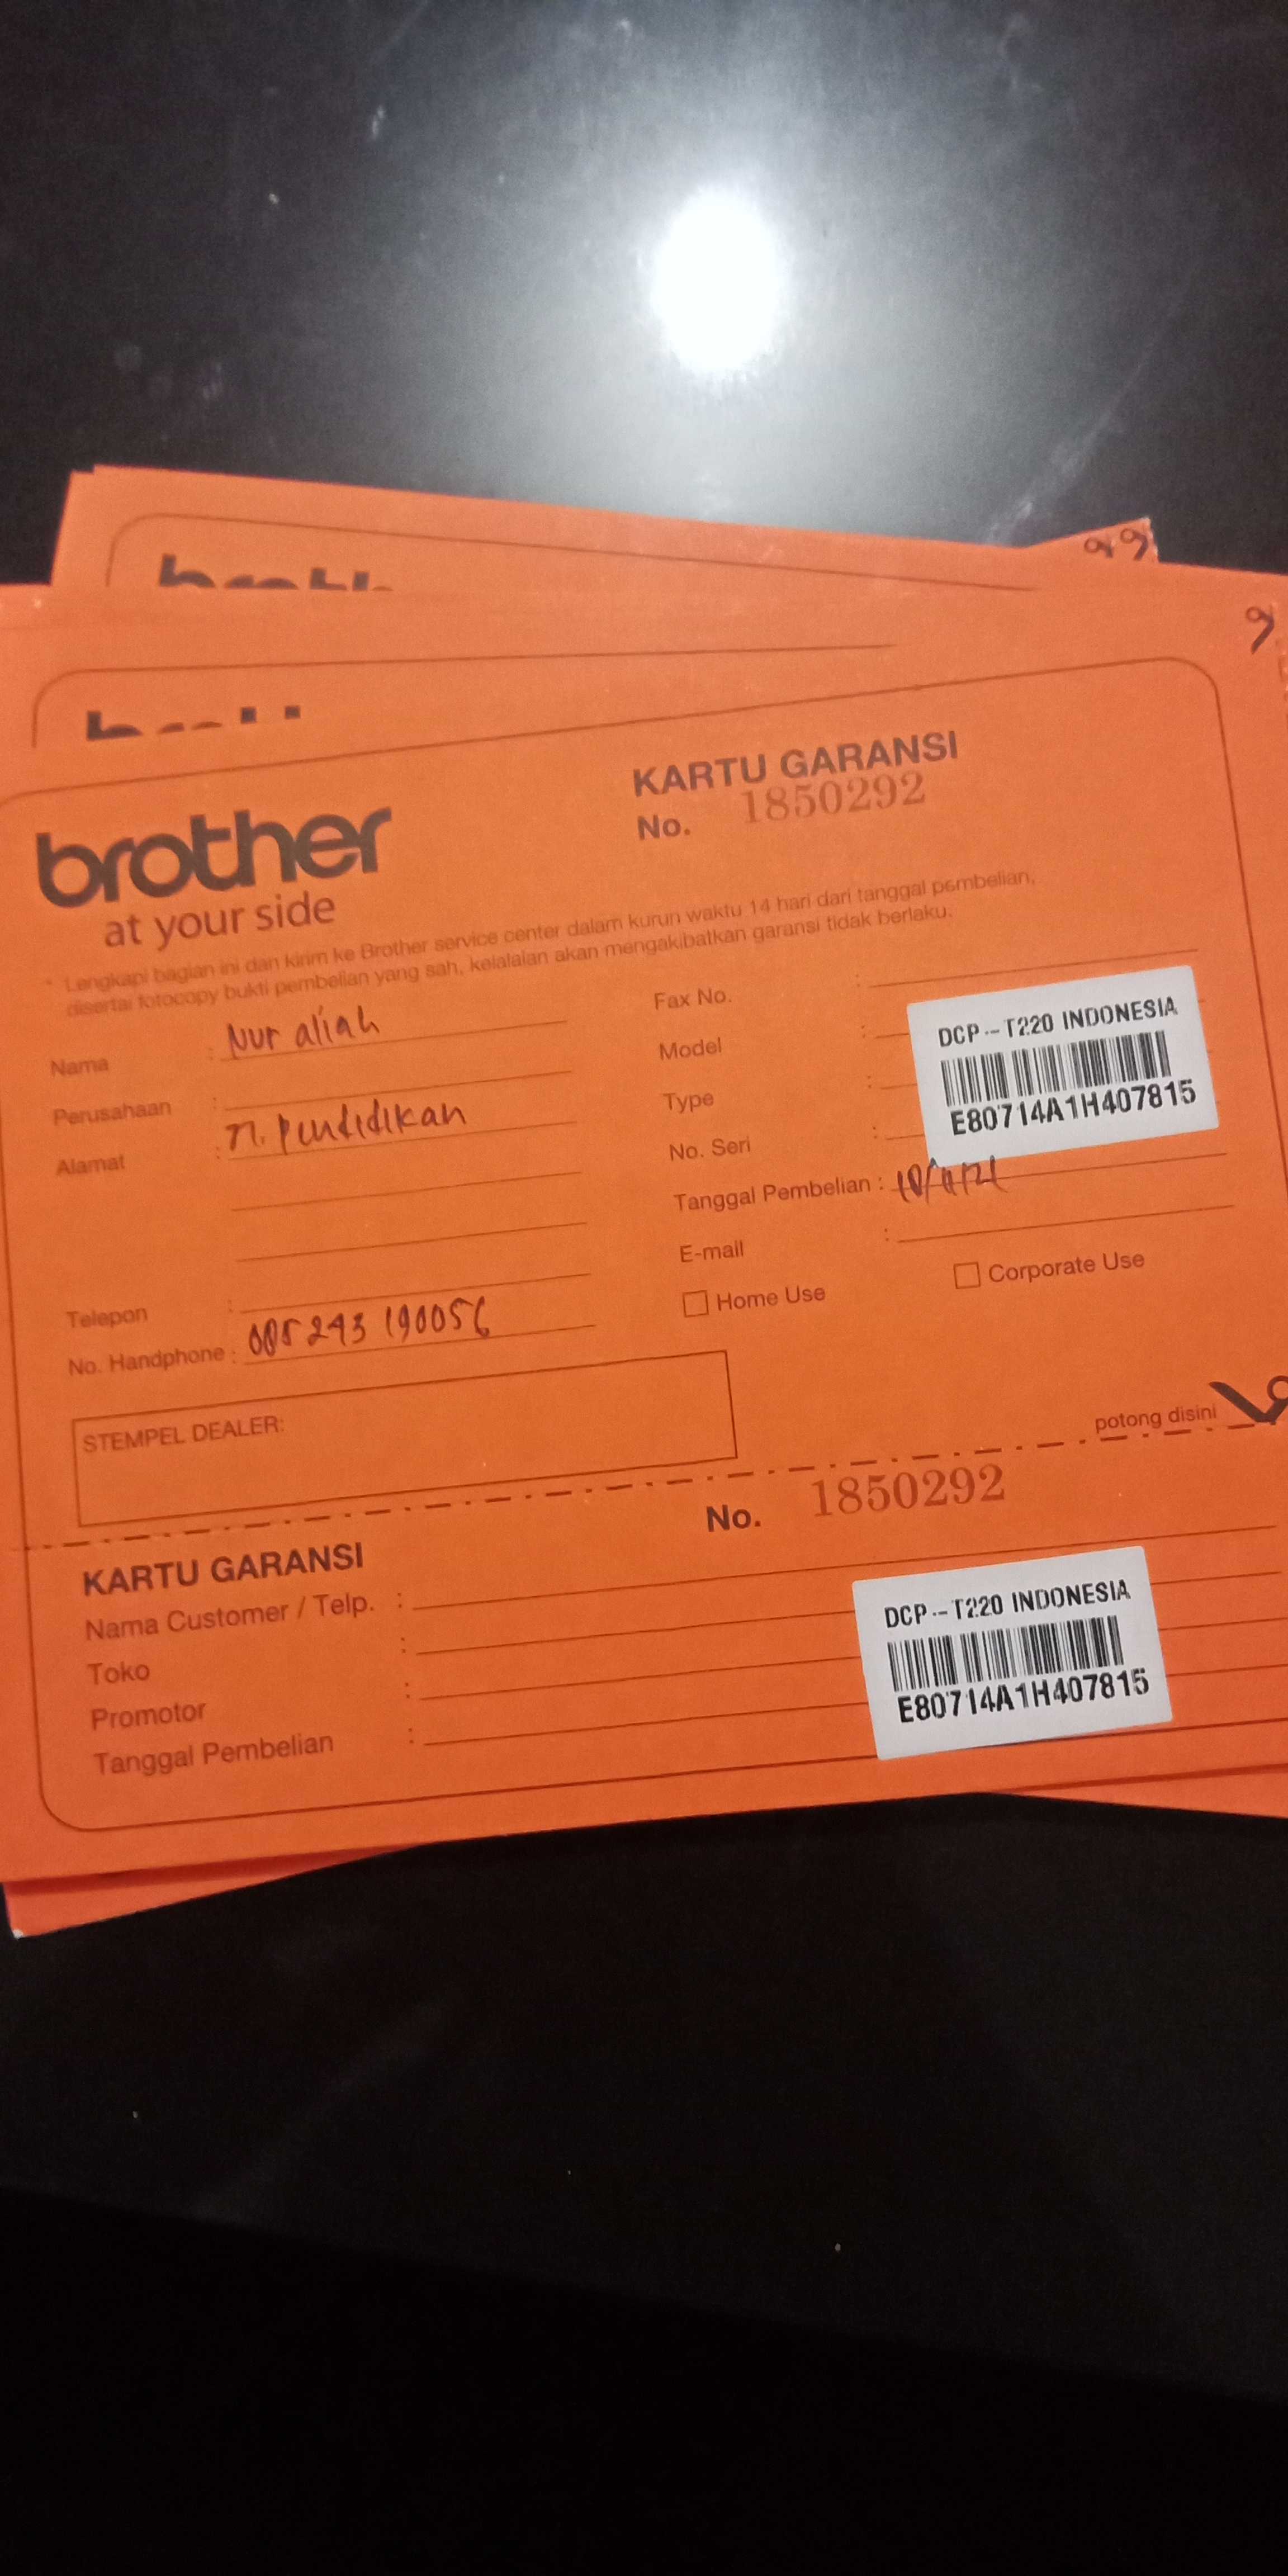 KARTU GARANSI
No. 1850292
brother
at your side
* Lengkapi bagian ini dan kirim ke Brother service center dalam kurun waktu 14 hari dari tanggal pembelian,
disertai fotocopy bukti pembelian yang sah, kelalaian akan mengakibatkan garansi tidak berlaku.
Nama : Nur aliah
Perusahaan :
Alamat : Jl. Pendidikan
Telepon :
No. Handphone : 085 243 190056
Fax No. :
Model :
Type :
No. Seri :
DCP-T220 INDONESIA
E80714A1H407815
Tanggal Pembelian :
E-mail :
Home Use
Corporate Use
STEMPEL DEALER:
potong disini
KARTU GARANSI
No. 1850292
Nama Customer / Telp. :
Toko :
Promotor :
Tanggal Pembelian :
DCP-T220 INDONESIA
E80714A1H407815